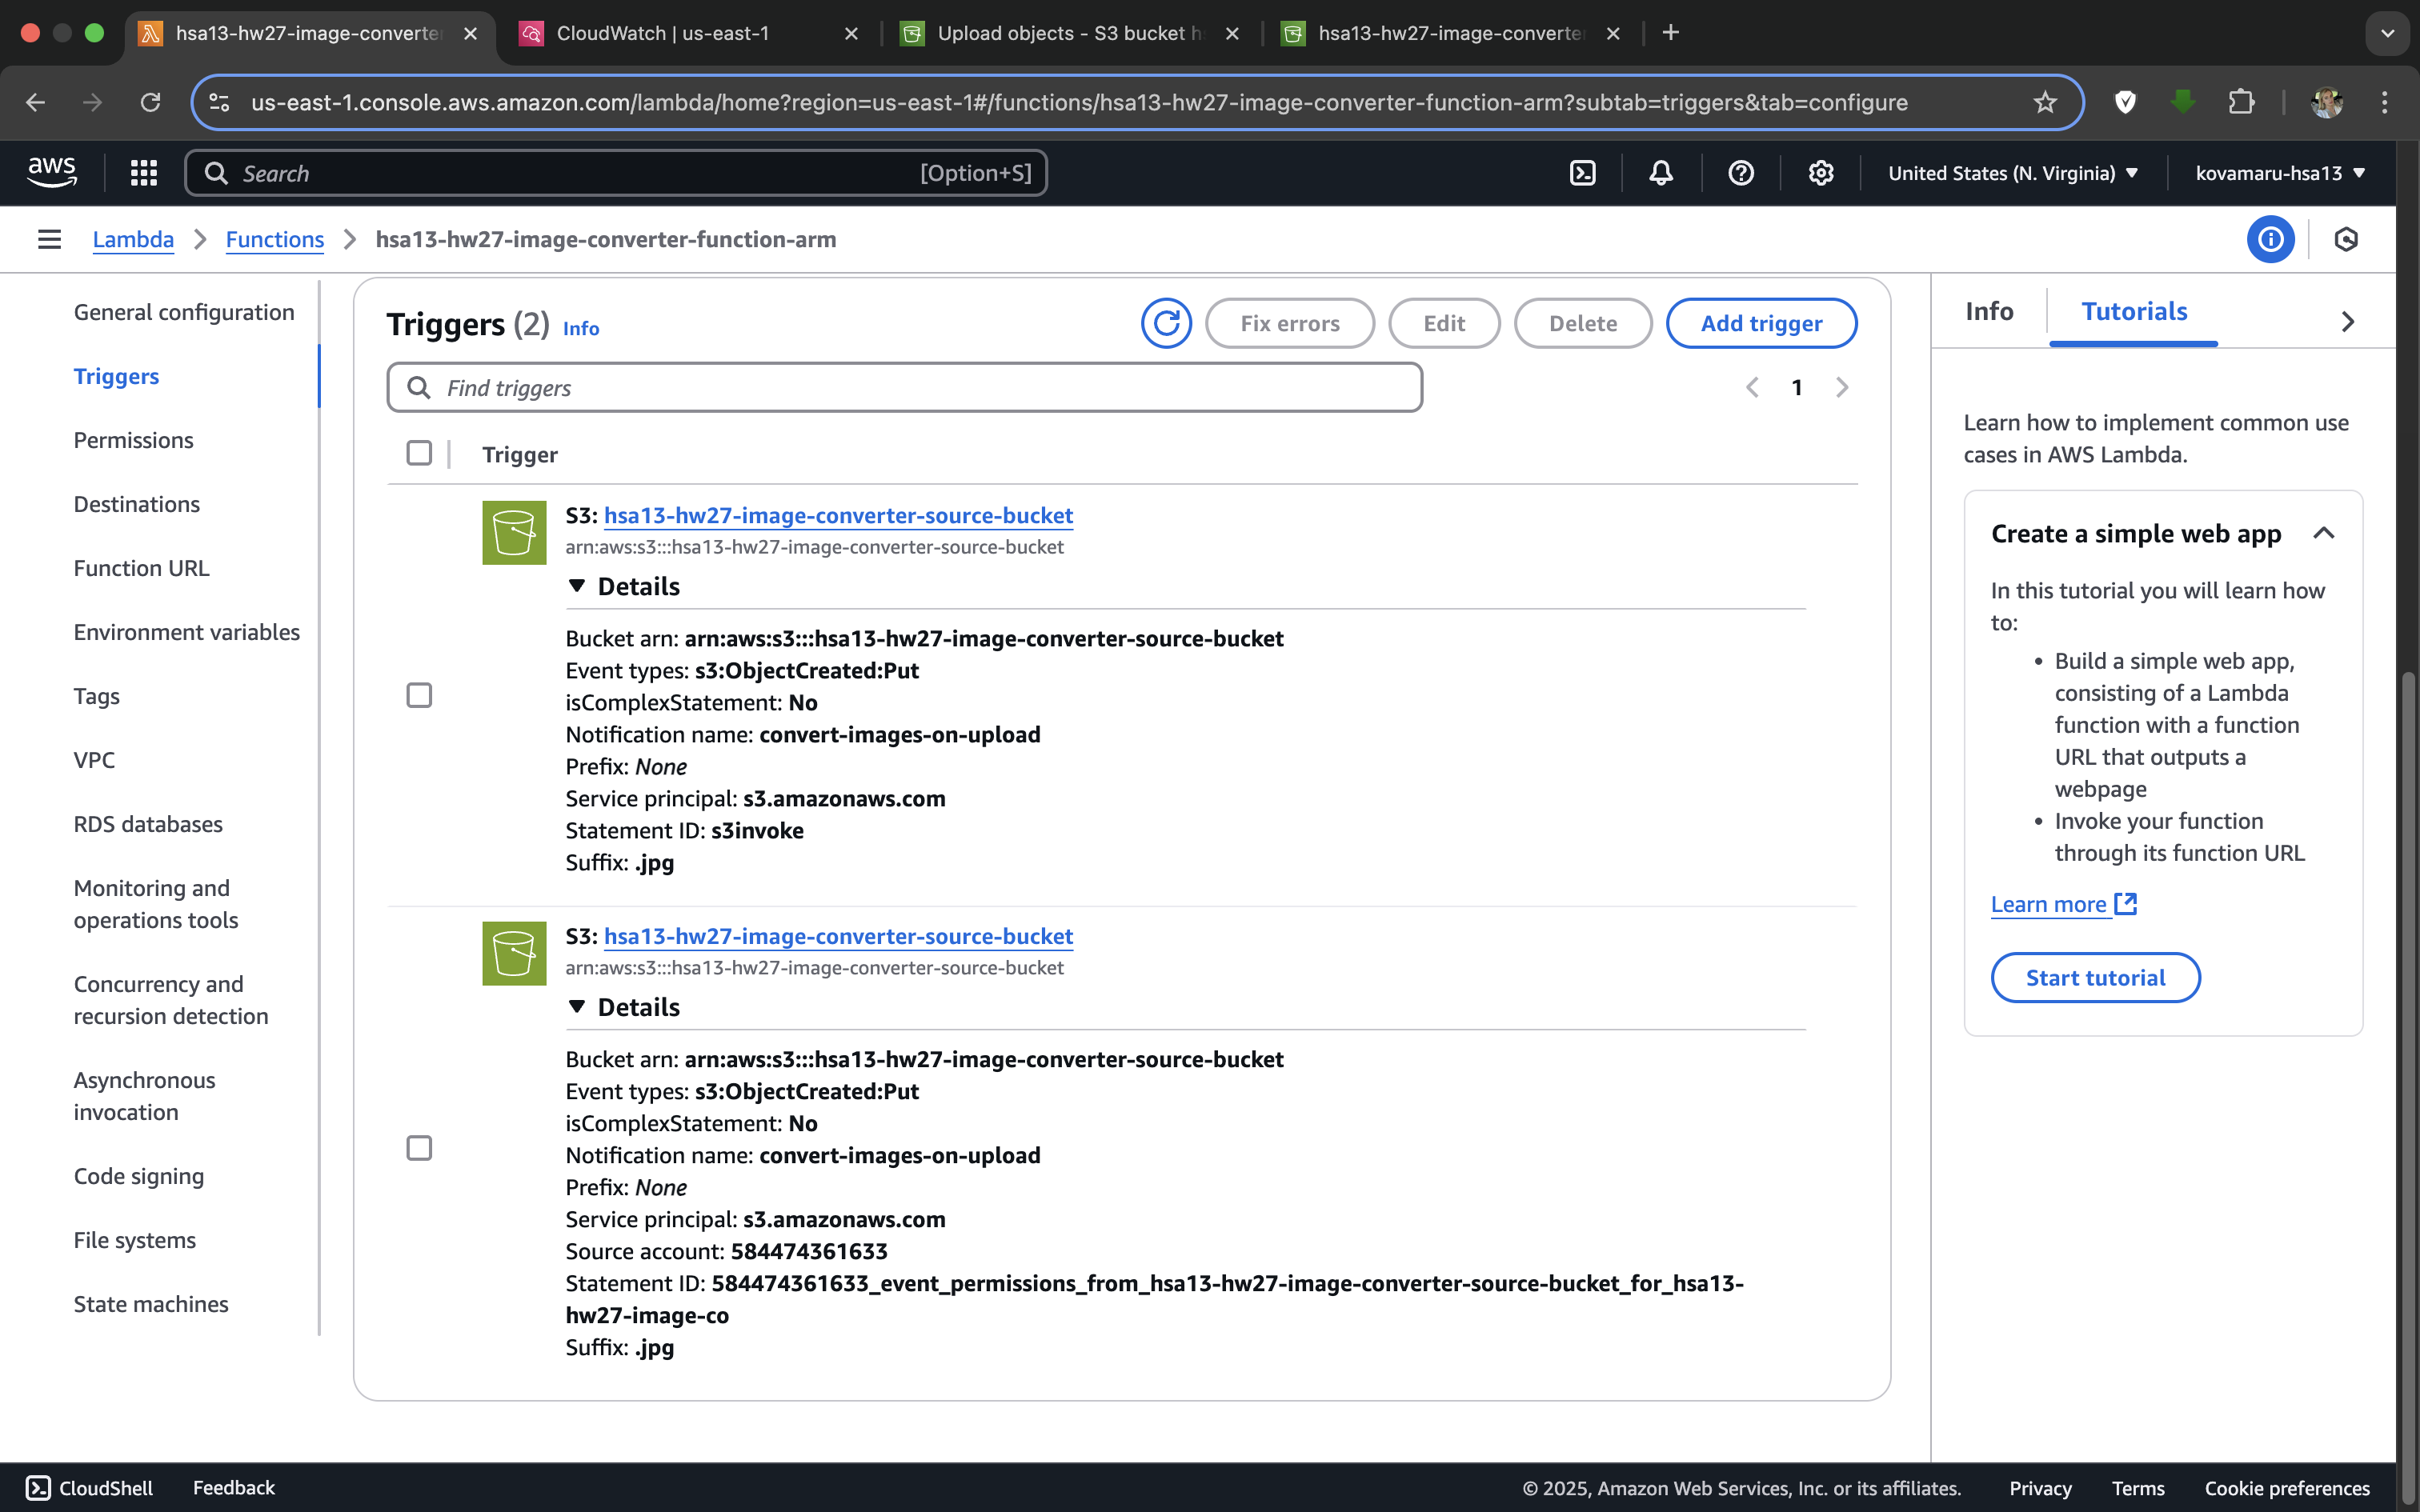 hsa13-hw27-image-converte
CloudWatch | us-east-1
Upload objects - S3 bucket h
hsa13-hw27-image-converte
us-east-1.console.aws.amazon.com/lambda/home?region=us-east-1#/functions/hsa13-hw27-image-converter-function-arm?subtab=triggers&tab=configure
aws
Search
[Option+S]
United States (N. Virginia)
kovamaru-hsa13
Lambda
Functions
hsa13-hw27-image-converter-function-arm
General configuration
Triggers
Permissions
Destinations
Function URL
Environment variables
Tags
VPC
RDS databases
Monitoring and
operations tools
Concurrency and
recursion detection
Asynchronous
invocation
Code signing
File systems
State machines
Triggers (2) Info
Fix errors
Edit
Delete
Add trigger
Find triggers
1
Trigger
S3: hsa13-hw27-image-converter-source-bucket
arn:aws:s3:::hsa13-hw27-image-converter-source-bucket
Details
Bucket arn: arn:aws:s3:::hsa13-hw27-image-converter-source-bucket
Event types: s3:ObjectCreated:Put
isComplexStatement: No
Notification name: convert-images-on-upload
Prefix: None
Service principal: s3.amazonaws.com
Statement ID: s3invoke
Suffix: .jpg
S3: hsa13-hw27-image-converter-source-bucket
arn:aws:s3:::hsa13-hw27-image-converter-source-bucket
Details
Bucket arn: arn:aws:s3:::hsa13-hw27-image-converter-source-bucket
Event types: s3:ObjectCreated:Put
isComplexStatement: No
Notification name: convert-images-on-upload
Prefix: None
Service principal: s3.amazonaws.com
Source account: 584474361633
Statement ID: 584474361633_event_permissions_from_hsa13-hw27-image-converter-source-bucket_for_hsa13-
hw27-image-co
Suffix: .jpg
Info
Tutorials
Learn how to implement common use
cases in AWS Lambda.
Create a simple web app
In this tutorial you will learn how
to:
• Build a simple web app,
consisting of a Lambda
function with a function
URL that outputs a
webpage
• Invoke your function
through its function URL
Learn more
Start tutorial
CloudShell
Feedback
© 2025, Amazon Web Services, Inc. or its affiliates.
Privacy
Terms
Cookie preferences